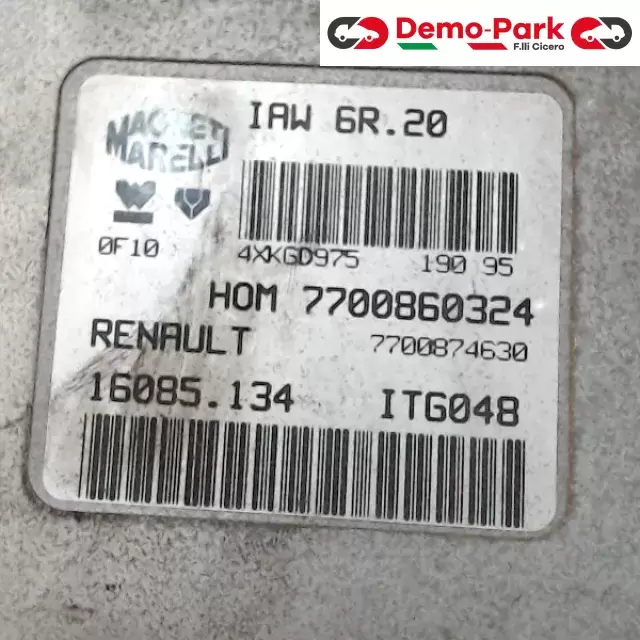 Demo-Park
F.lli Cicero
MAGNETI
MARELLI
IAW 6R.20
0F10
4XKGD975 190 95
HOM 7700860324
RENAULT 7700874630
16085.134 ITG048